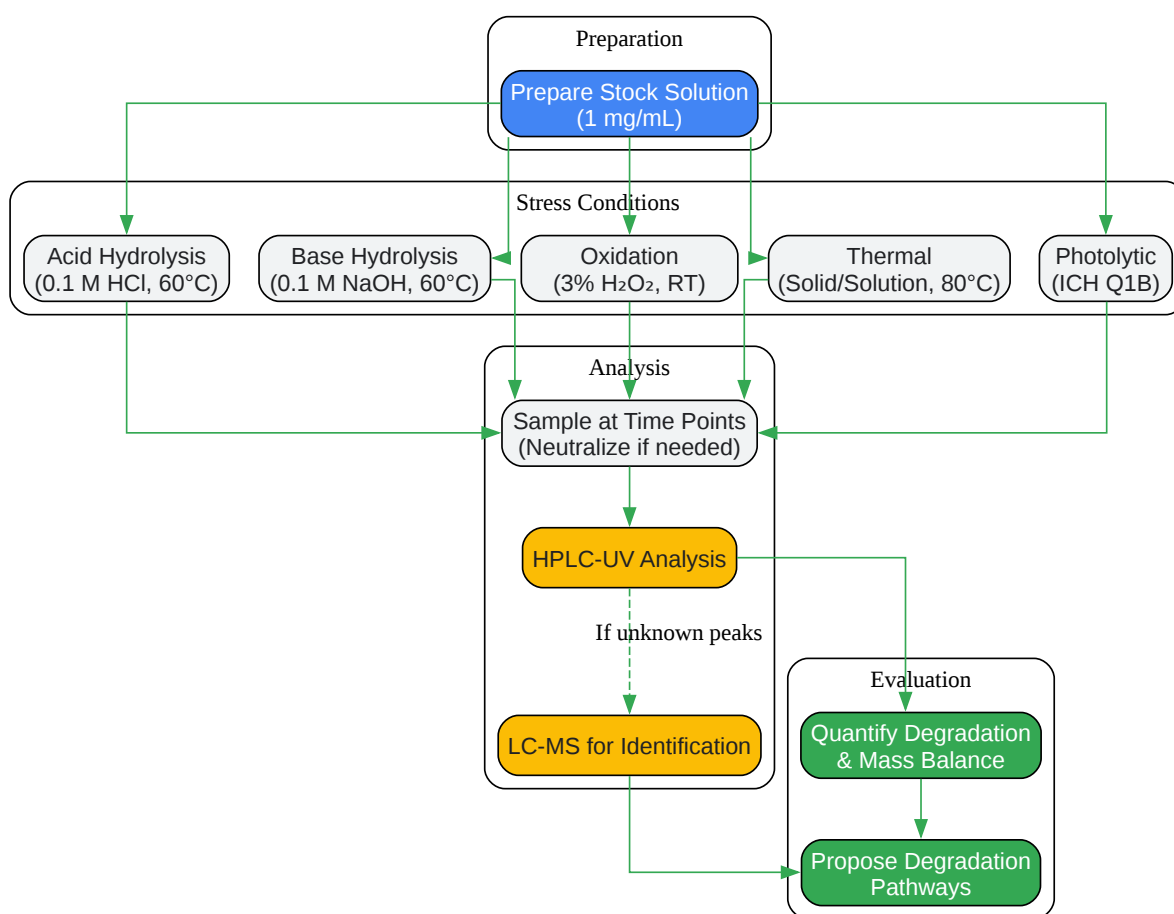 Preparation
Prepare Stock Solution
(1 mg/mL)
Stress Conditions
Acid Hydrolysis
(0.1 M HCl, 60°C)
Base Hydrolysis
(0.1 M NaOH, 60°C)
Oxidation
(3% H₂O₂, RT)
Thermal
(Solid/Solution, 80°C)
Photolytic
(ICH Q1B)
Analysis
Sample at Time Points
(Neutralize if needed)
HPLC-UV Analysis
If unknown peaks
LC-MS for Identification
Evaluation
Quantify Degradation
& Mass Balance
Propose Degradation
Pathways